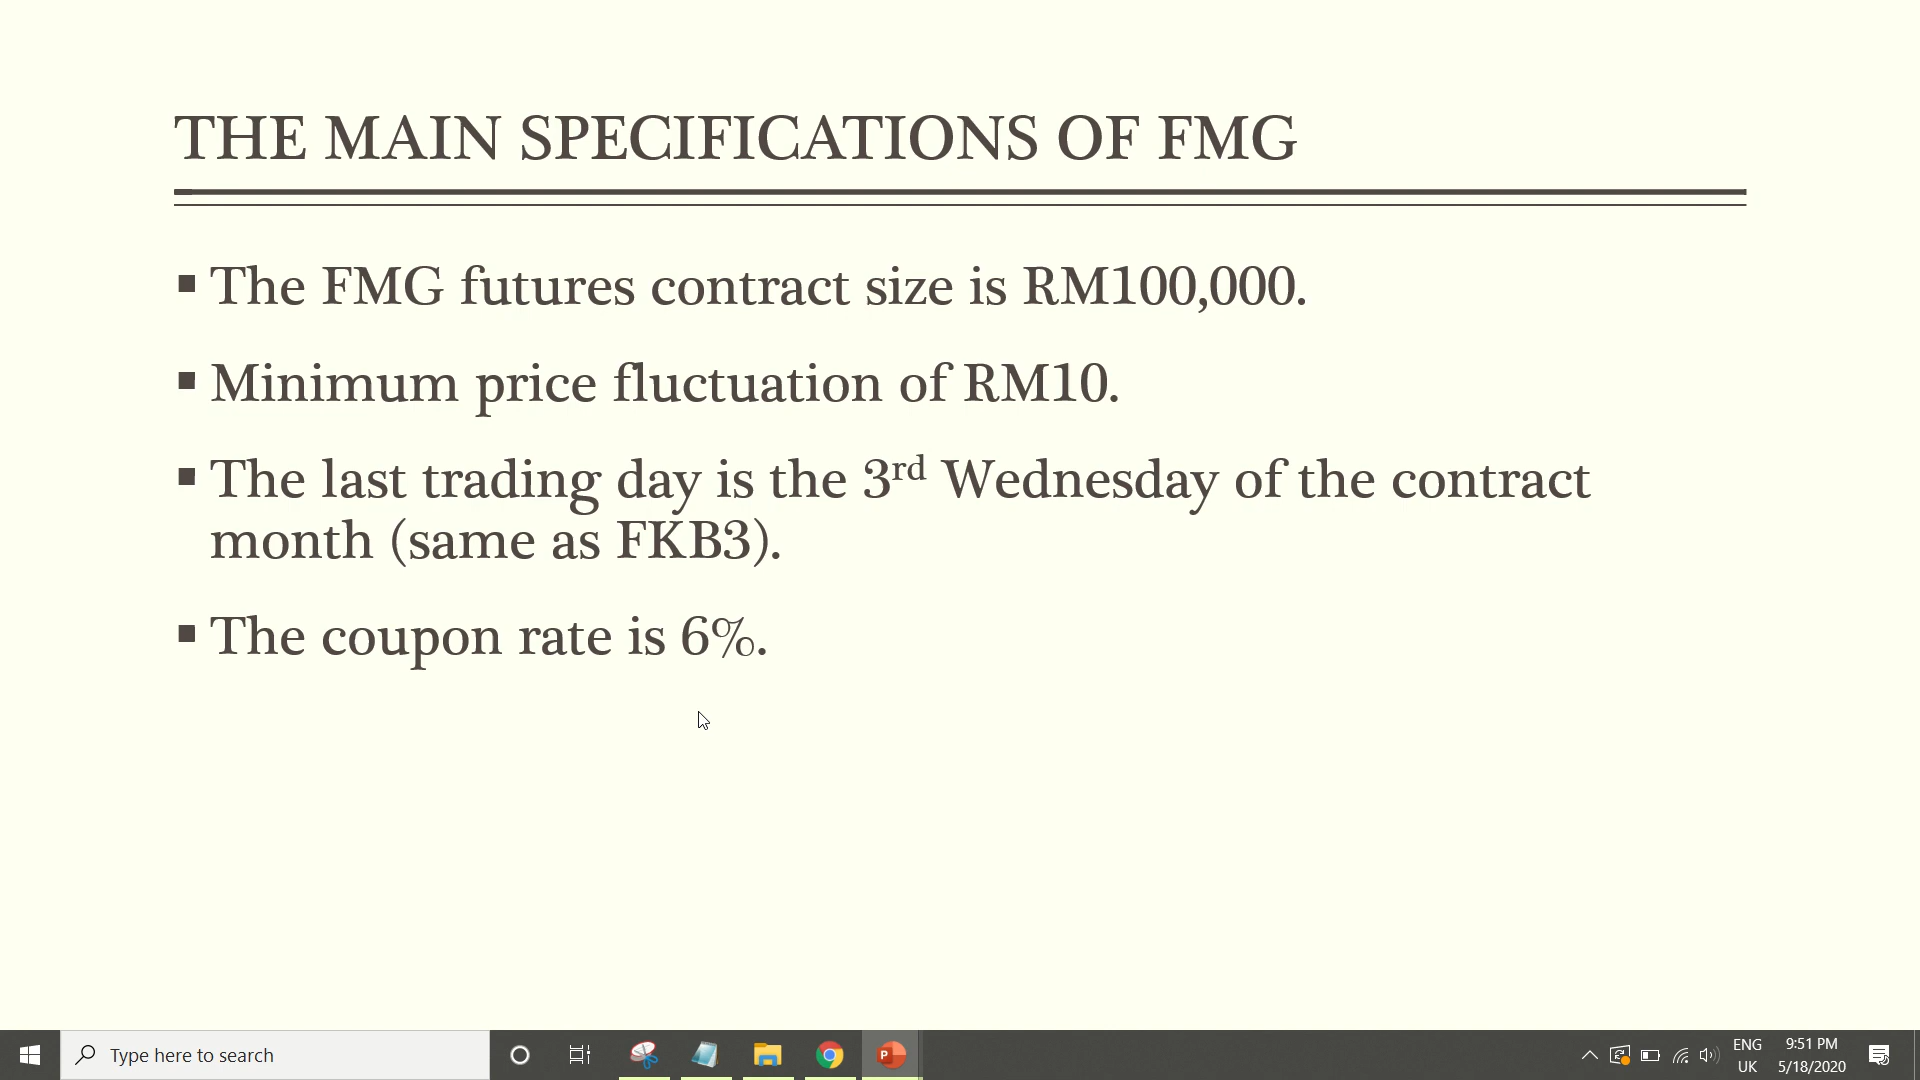 THE MAIN SPECIFICATIONS OF FMG
▪ The FMG futures contract size is RM100,000.
▪ Minimum price fluctuation of RM10.
▪ The last trading day is the 3rd Wednesday of the contract
month (same as FKB3).
▪ The coupon rate is 6%.
Type here to search
P
ENG
UK
9:51 PM
5/18/2020